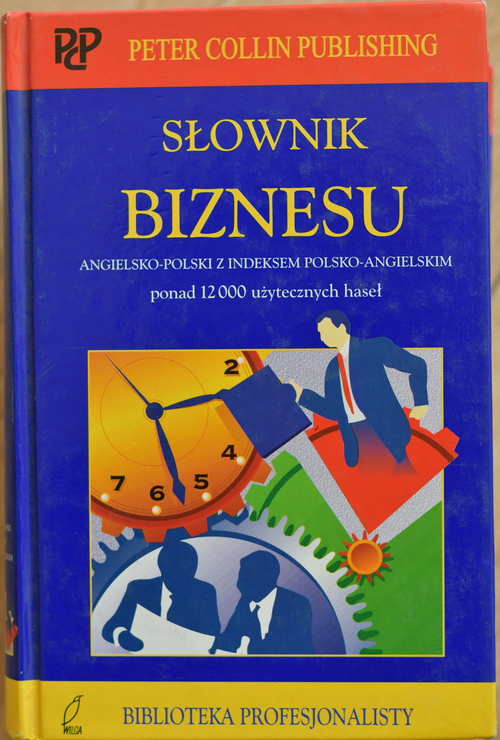 PCP PETER COLLIN PUBLISHING
SŁOWNIK
BIZNESU
ANGIELSKO-POLSKI Z INDEKSEM POLSKO-ANGIELSKIM
ponad 12 000 użytecznych haseł
2
4
5
6
7
WILGA
BIBLIOTEKA PROFESJONALISTY